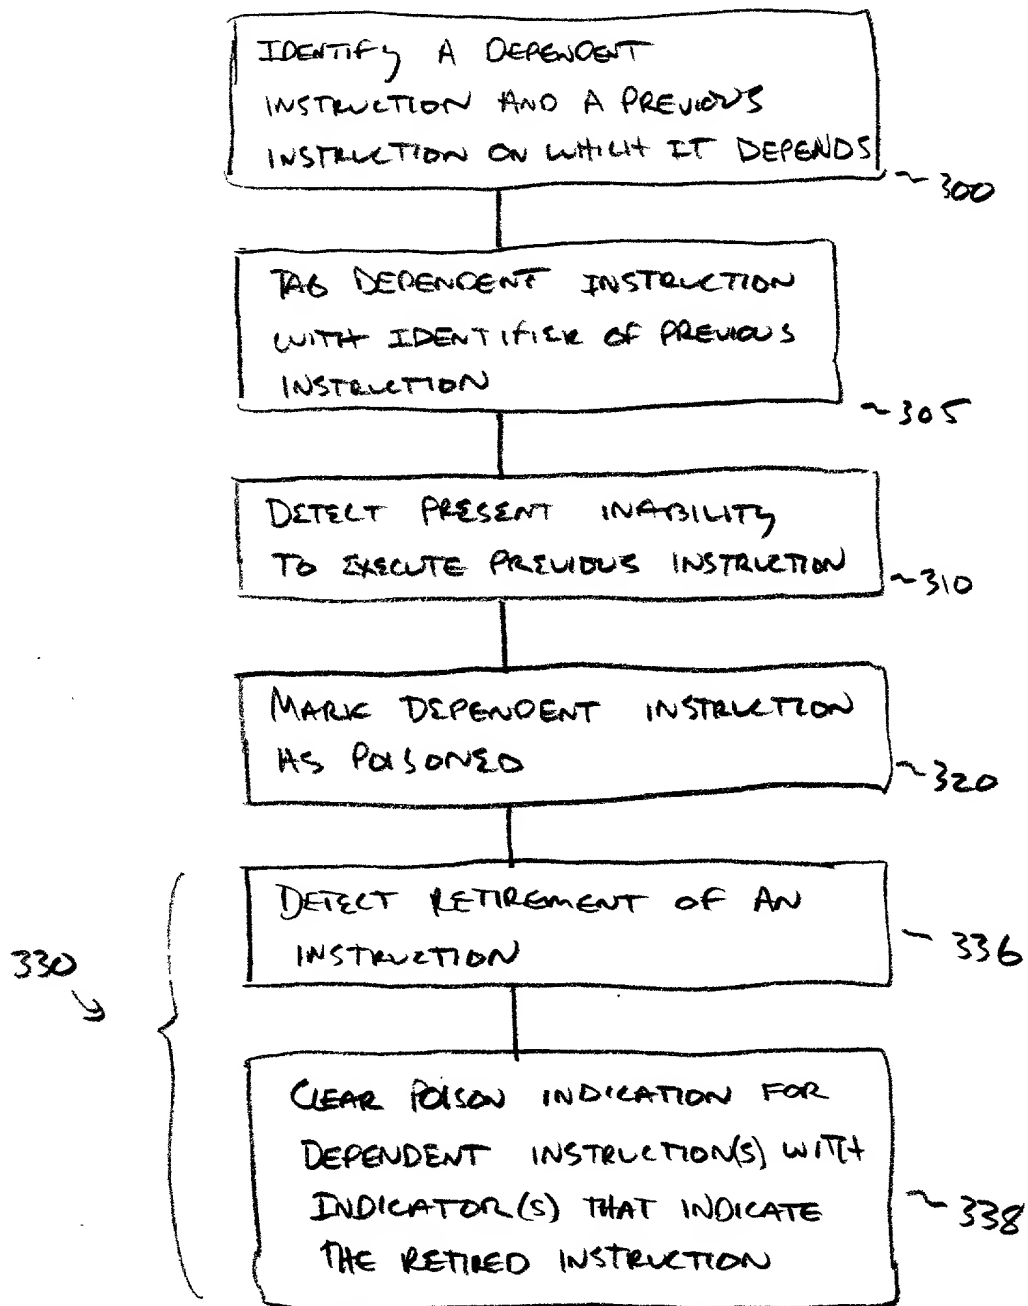 IDENTIFY A DEPENDENT
INSTRUCTION AND A PREVIOUS
INSTRUCTION ON WHICH IT DEPENDS
~300
TAG DEPENDENT INSTRUCTION
WITH IDENTIFIER OF PREVIOUS
INSTRUCTION
~305
DETECT PRESENT INABILITY
TO EXECUTE PREVIOUS INSTRUCTION
~310
MARK DEPENDENT INSTRUCTION
AS POISONED
~320
330
DETECT RETIREMENT OF AN
INSTRUCTION
~336
CLEAR POISON INDICATION FOR
DEPENDENT INSTRUCTION(S) WITH
INDICATOR(S) THAT INDICATE
THE RETIRED INSTRUCTION
~338